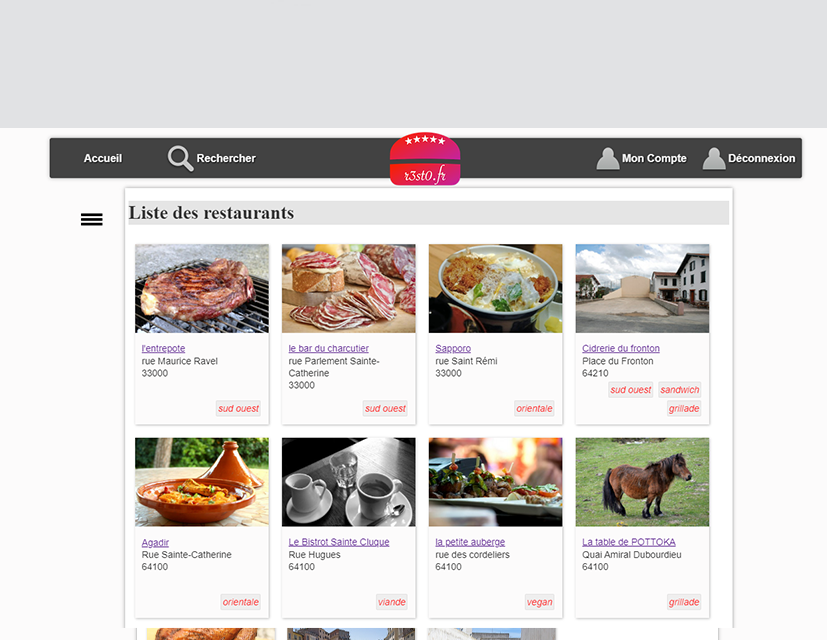 Accueil
Rechercher
r3st0.fr
Mon Compte
Déconnexion
Liste des restaurants
l'entrepote
rue Maurice Ravel
33000
sud ouest
le bar du charcutier
rue Parlement Sainte-
Catherine
33000
sud ouest
Sapporo
rue Saint Rémi
33000
orientale
Cidrerie du fronton
Place du Fronton
64210
sud ouest sandwich
grillade
Agadir
Rue Sainte-Catherine
64100
orientale
Le Bistrot Sainte Cluque
Rue Hugues
64100
viande
la petite auberge
rue des cordeliers
64100
vegan
La table de POTTOKA
Quai Amiral Dubourdieu
64100
grillade